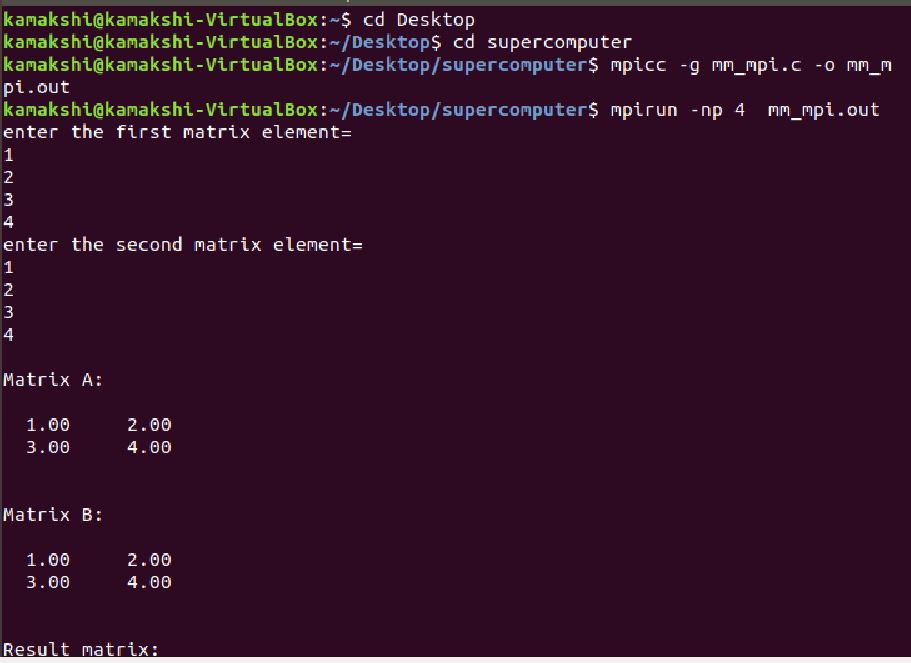 kamakshi@kamakshi-VirtualBox:~$ cd Desktop
kamakshi@kamakshi-VirtualBox:~/Desktop$ cd supercomputer
kamakshi@kamakshi-VirtualBox:~/Desktop/supercomputer$ mpicc -g mm_mpi.c -o mm_m
pi.out
kamakshi@kamakshi-VirtualBox:~/Desktop/supercomputer$ mpirun -np 4  mm_mpi.out
enter the first matrix element=
1
2
3
4
enter the second matrix element=
1
2
3
4
Matrix A:
1.00 2.00
3.00 4.00
Matrix B:
1.00 2.00
3.00 4.00
Result matrix: